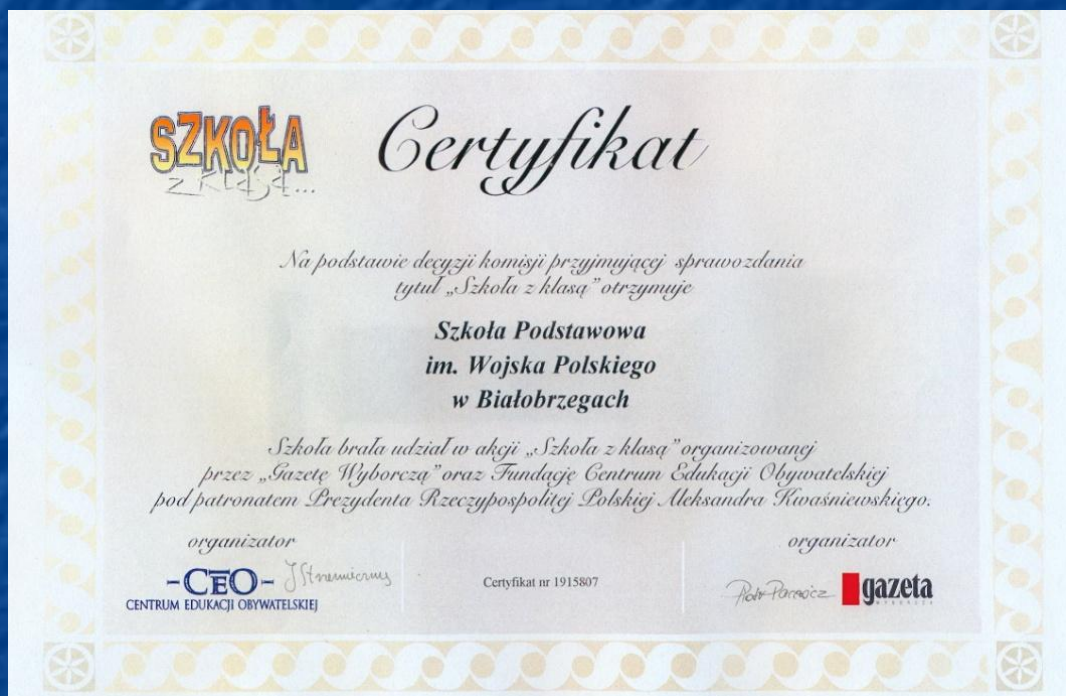 SZKOŁA
z klasą...
Certyfikat
Na podstawie decyzji komisji przyjmującej sprawozdania
tytuł „Szkoła z klasą” otrzymuje
Szkoła Podstawowa
im. Wojska Polskiego
w Białobrzegach
Szkoła brała udział w akcji „Szkoła z klasą” organizowanej
przez „Gazetę Wyborczą” oraz Fundację Centrum Edukacji Obywatelskiej
pod patronatem Prezydenta Rzeczypospolitej Polskiej Aleksandra Kwaśniewskiego.
organizator
organizator
-CEO-
CENTRUM EDUKACJI OBYWATELSKIEJ
Certyfikat nr 1915807
Piotr
gazeta